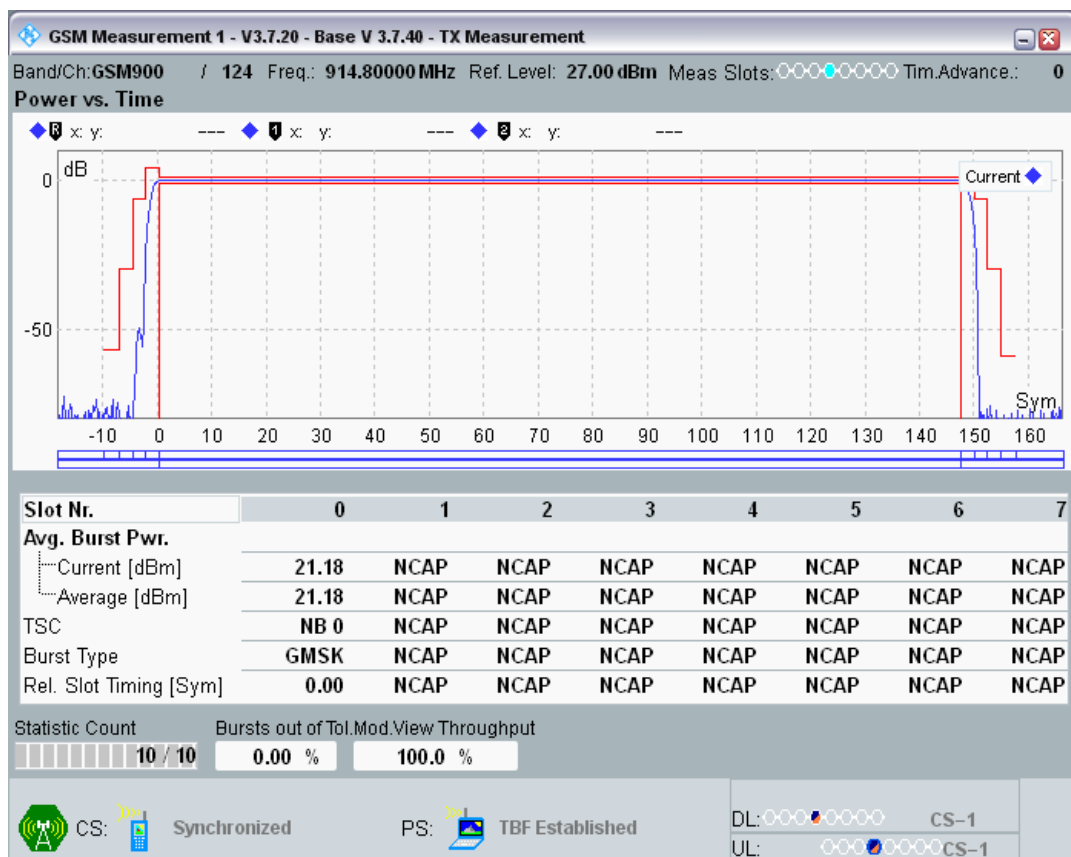 GSM Measurement 1 - V3.7.20 - Base V 3.7.40 - TX Measurement
Band/Ch:GSM900 / 124 Freq.: 914.80000 MHz Ref. Level: 27.00 dBm Meas Slots: Tim.Advance.: 0
Power vs. Time
R x: y: --- 1 x: y: --- 2 x: y: ---
dB
Current
0
-50
Sym
-10 0 10 20 30 40 50 60 70 80 90 100 110 120 130 140 150 160
Slot Nr. 0 1 2 3 4 5 6 7
Avg. Burst Pwr.
Current [dBm] 21.18 NCAP NCAP NCAP NCAP NCAP NCAP NCAP
Average [dBm] 21.18 NCAP NCAP NCAP NCAP NCAP NCAP NCAP
TSC NB 0 NCAP NCAP NCAP NCAP NCAP NCAP NCAP
Burst Type GMSK NCAP NCAP NCAP NCAP NCAP NCAP NCAP
Rel. Slot Timing [Sym] 0.00 NCAP NCAP NCAP NCAP NCAP NCAP NCAP
Statistic Count Bursts out of Tol. Mod.View Throughput
10 / 10 0.00 % 100.0 %
CS: Synchronized PS: TBF Established
DL: CS-1
UL: CS-1